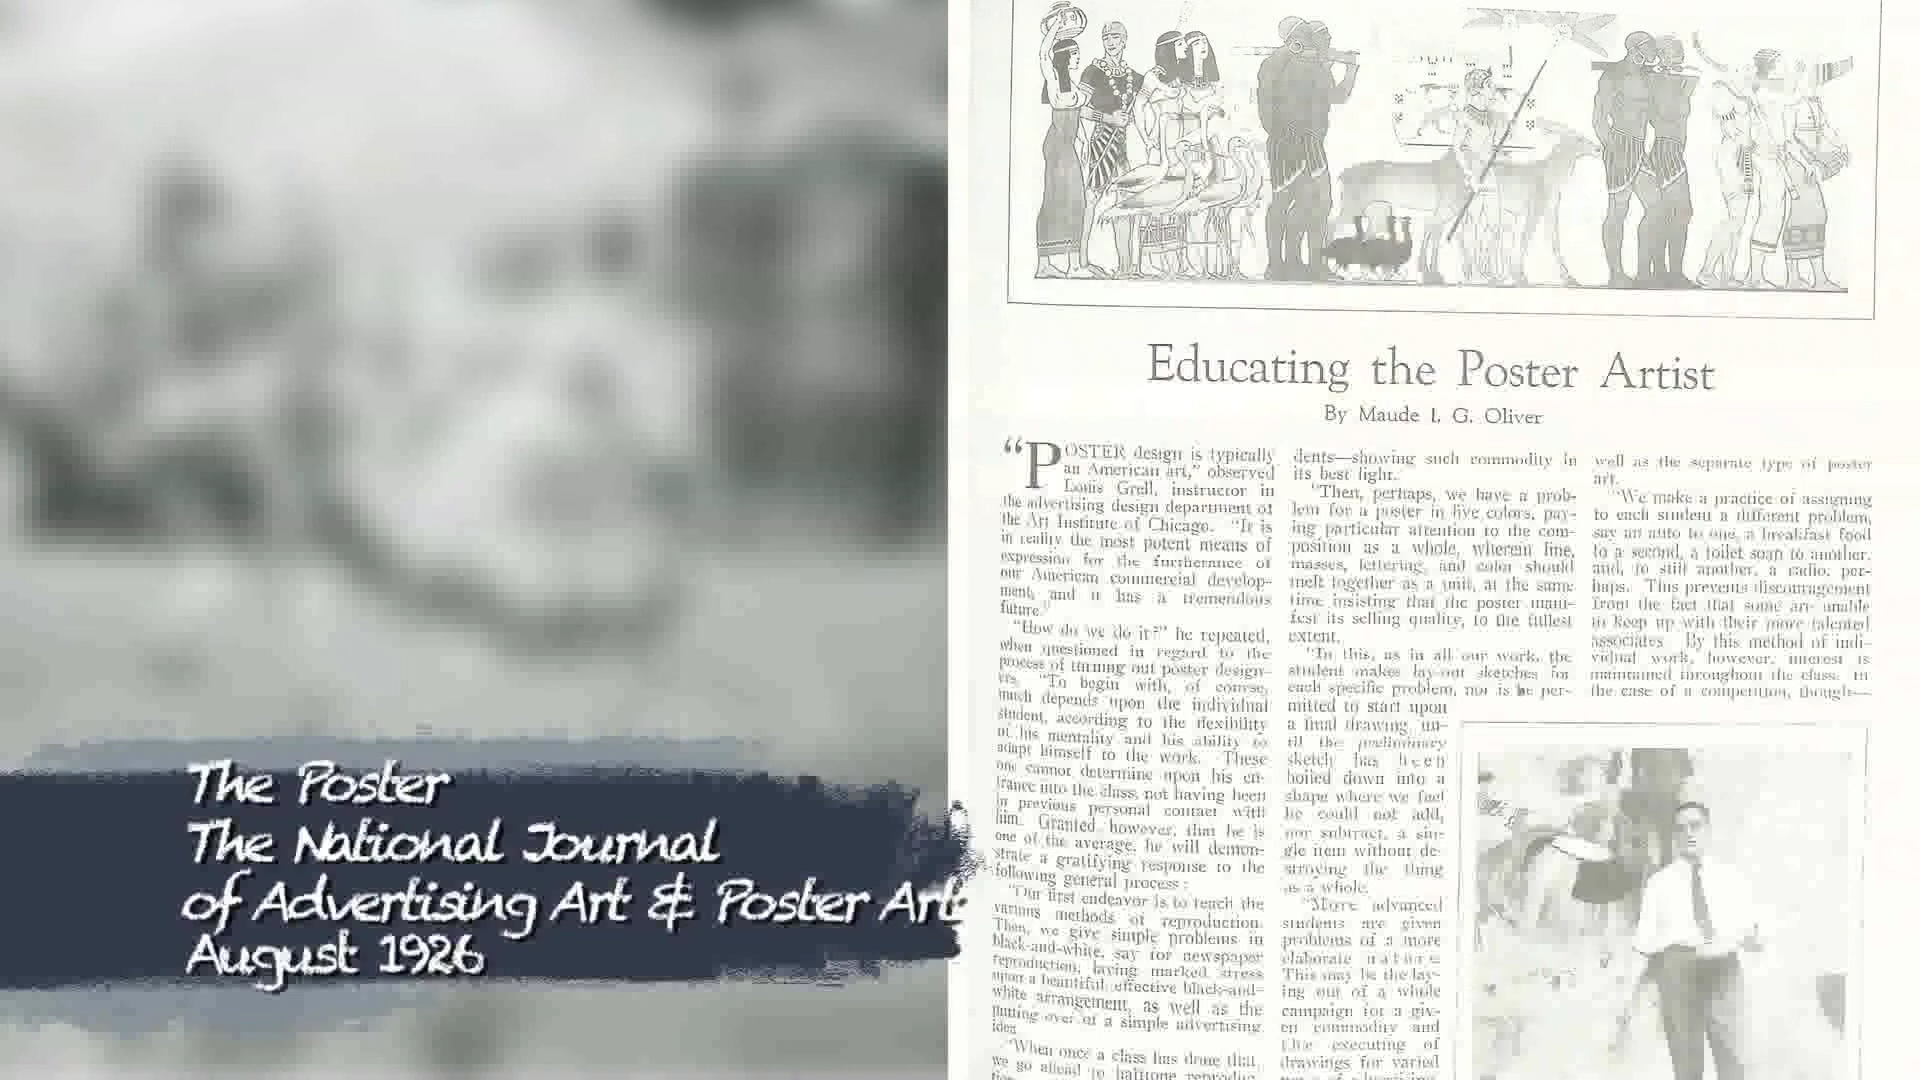 The Poster
The National Journal
of Advertising Art & Poster Art
August 1926
Educating the Poster Artist
By Maude I. G. Oliver
"POSTER design is typically
an American art," observed
Louis Grell, instructor in
the advertising design department of
the Art Institute of Chicago. "It is
in reality the most potent means of
expression for the furtherance of
our American commercial develop-
ment, and it has a tremendous
future."
"How do we do it?" he repeated,
when questioned in regard to the
process of turning out poster design-
ers. "To begin with, of course,
much depends upon the individual
student, according to the flexibility
of his mentality and his ability to
adapt himself to the work. These
one cannot determine upon his en-
trance into the class, not having been
in previous personal contact with
him. Granted, however, that he is
one of the average, he will demon-
strate a gratifying response to the
following general process:
"Our first endeavor is to teach the
various methods of reproduction.
Then, we give simple problems in
black-and-white, say for newspaper
reproduction, laying marked stress
upon a beautiful effective black-and-
white arrangement, as well as the
putting over of a simple advertising
idea.
"When once a class has done that,
we go ahead to halftone reproduc-
dents—showing such commodity in
its best light.
"Then, perhaps, we have a prob-
lem for a poster in five colors, pay-
ing particular attention to the com-
position as a whole, wherein line,
masses, lettering, and color should
melt together as a unit, at the same
time insisting that the poster mani-
fest its selling quality, to the fullest
extent.
"In this, as in all our work, the
student makes lay-out sketches for
each specific problem, nor is he per-
mitted to start upon
a final drawing, un-
til the preliminary
sketch has been
boiled down into a
shape where we feel
he could not add,
nor subtract, a sin-
gle item without de-
stroying the thing
as a whole.
"More advanced
students are given
problems of a more
elaborate nature.
This may be the lay-
ing out of a whole
campaign for a giv-
en commodity and
the executing of
drawings for varied
well as the separate type of poster
art.
"We make a practice of assigning
to each student a different problem,
say an auto to one, a breakfast food
to a second, a toilet soap to another,
and, to still another, a radio, per-
haps. This prevents discouragement
from the fact that some are unable
to keep up with their more talented
associates. By this method of indi-
vidual work, however, interest is
maintained throughout the class. In
the case of a competition, though—